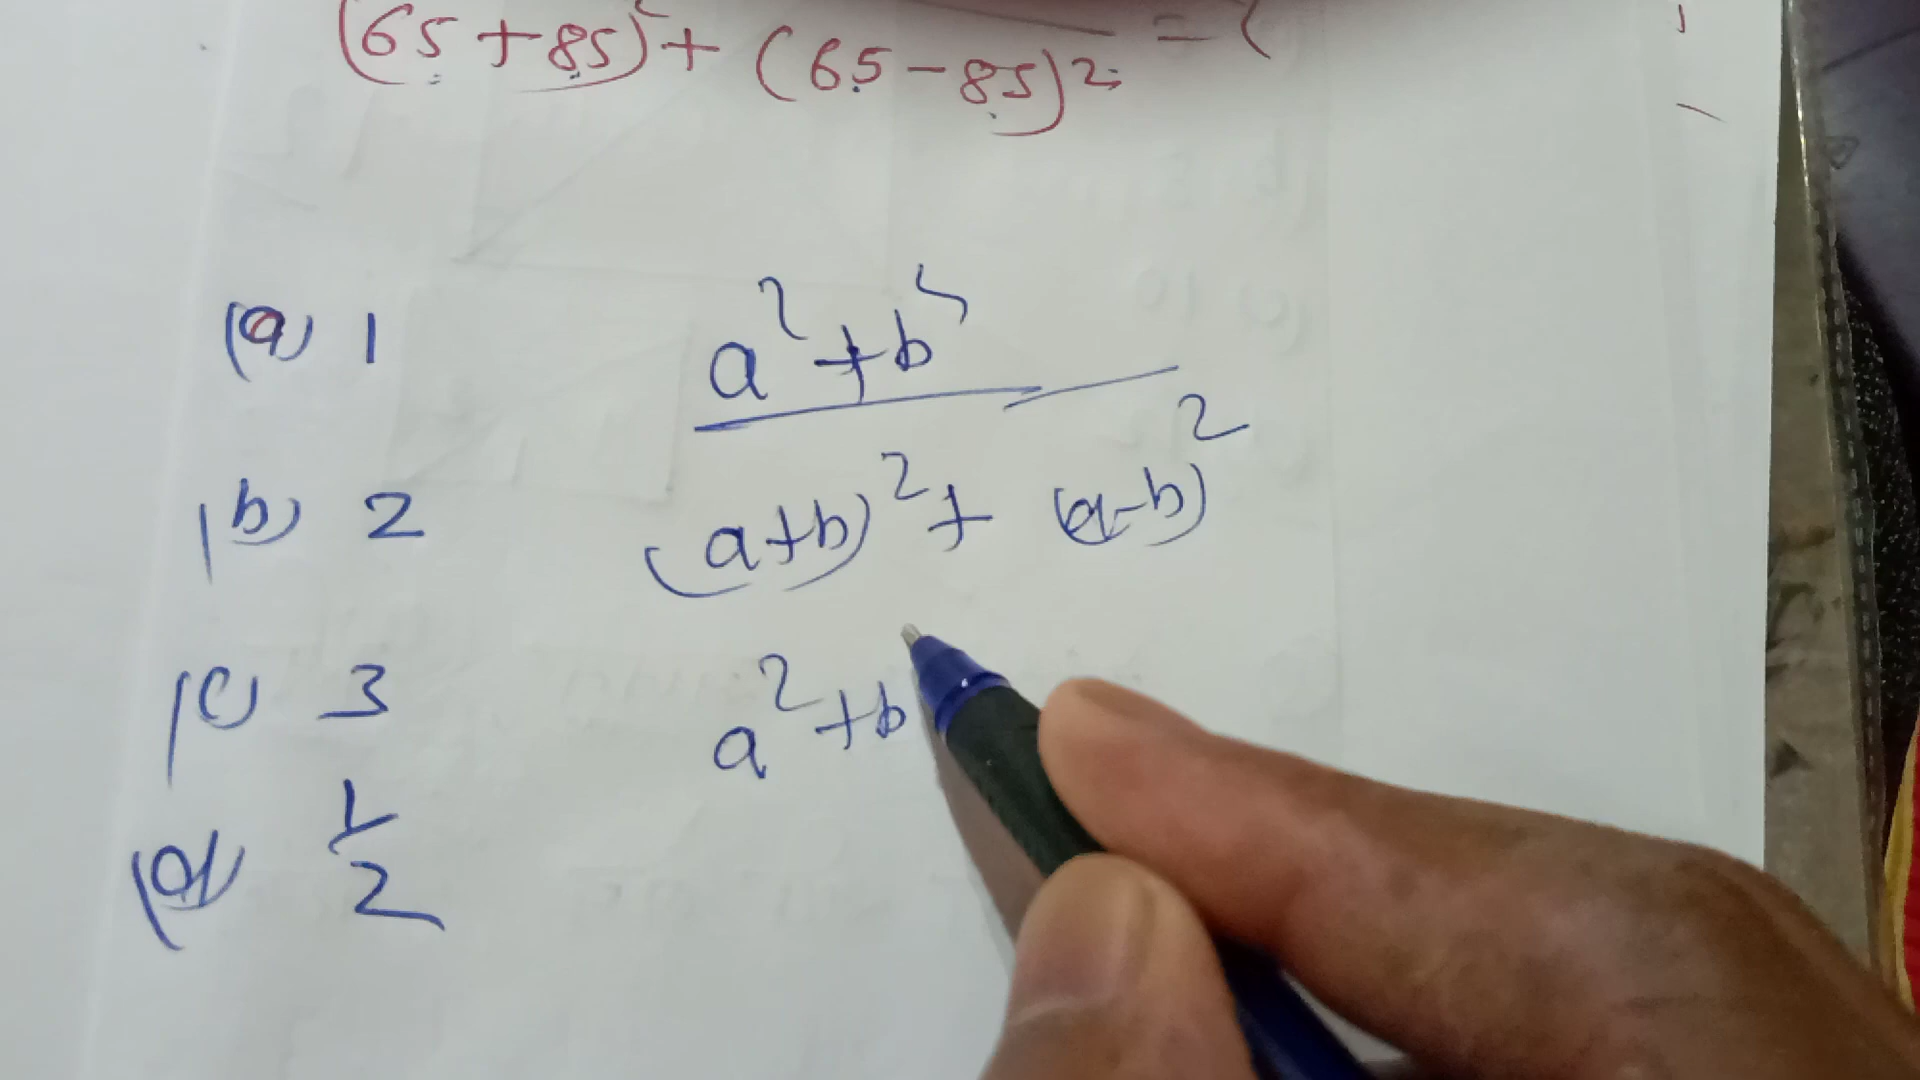 (65+85)²+(65-85)² = (
(a) 1
a²+b²
(b) 2
(a+b)²+ (a-b)²
(c) 3
a²+b
(d) 1/2